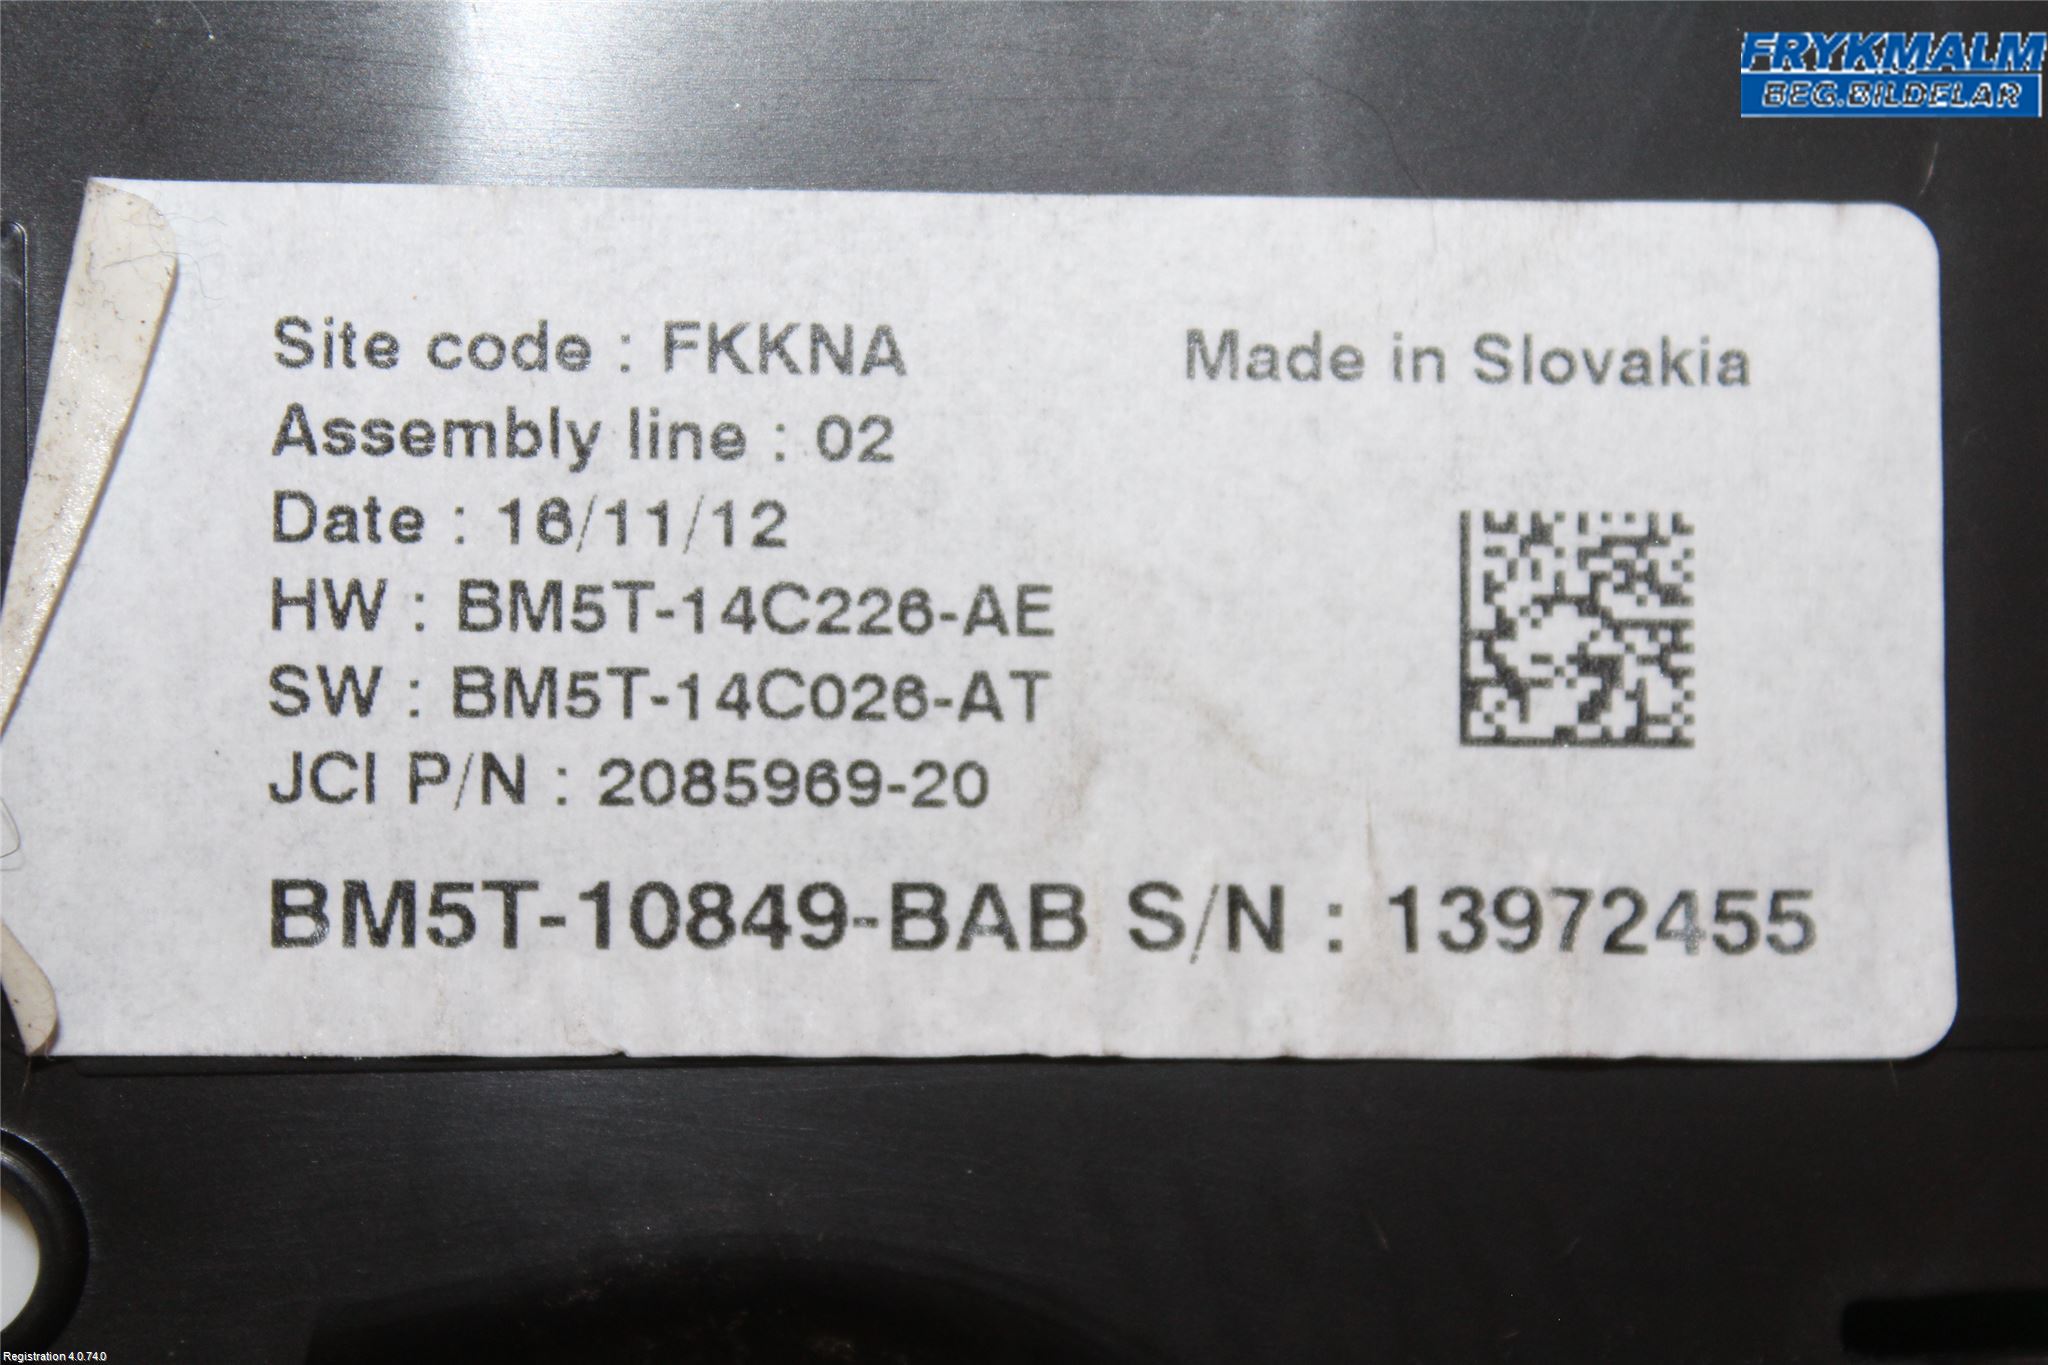 FRYKMALM
BEG.BILDELAR
Site code : FKKNA
Made in Slovakia
Assembly line : 02
Date : 16/11/12
HW : BM5T-14C226-AE
SW : BM5T-14C026-AT
JCI P/N : 2085969-20
BM5T-10849-BAB S/N : 13972455
Registration 4.0.74.0